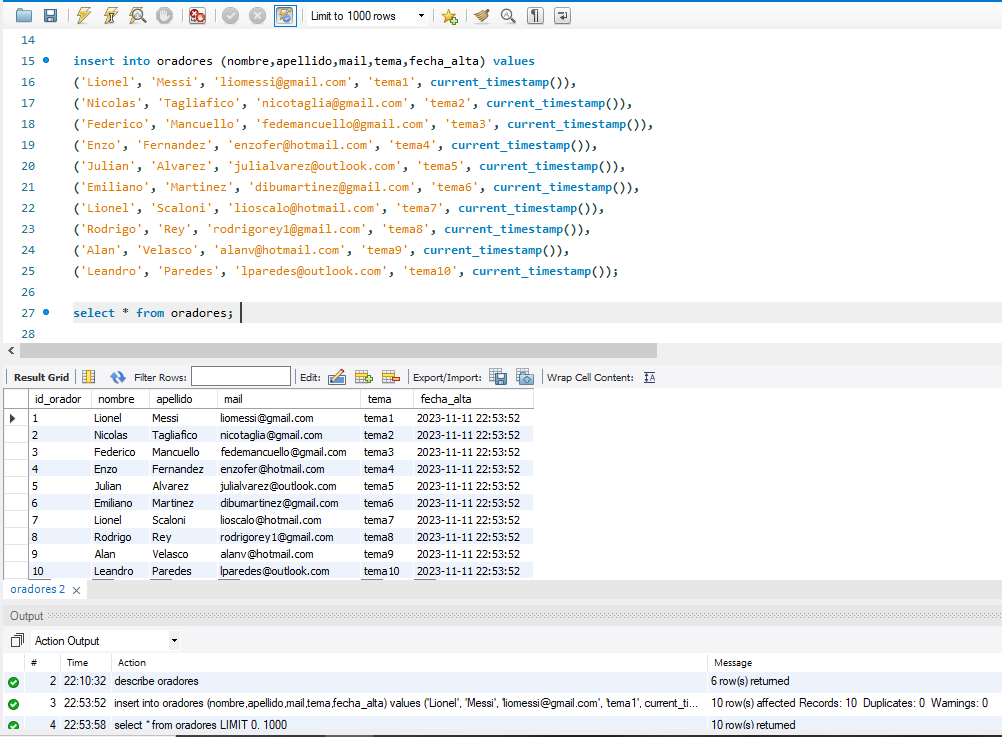 Limit to 1000 rows
14
15 insert into oradores (nombre,apellido,mail,tema,fecha_alta) values
16 ('Lionel', 'Messi', 'liomessi@gmail.com', 'tema1', current_timestamp()),
17 ('Nicolas', 'Tagliafico', 'nicotaglia@gmail.com', 'tema2', current_timestamp()),
18 ('Federico', 'Mancuello', 'fedemancuello@gmail.com', 'tema3', current_timestamp()),
19 ('Enzo', 'Fernandez', 'enzofer@hotmail.com', 'tema4', current_timestamp()),
20 ('Julian', 'Alvarez', 'julialvarez@outlook.com', 'tema5', current_timestamp()),
21 ('Emiliano', 'Martinez', 'dibumartinez@gmail.com', 'tema6', current_timestamp()),
22 ('Lionel', 'Scaloni', 'lioscalo@hotmail.com', 'tema7', current_timestamp()),
23 ('Rodrigo', 'Rey', 'rodrigorey1@gmail.com', 'tema8', current_timestamp()),
24 ('Alan', 'Velasco', 'alanv@hotmail.com', 'tema9', current_timestamp()),
25 ('Leandro', 'Paredes', 'lparedes@outlook.com', 'tema10', current_timestamp());
26
27 select * from oradores;
28
Result Grid Filter Rows: Edit: Export/Import: Wrap Cell Content:
id_orador nombre apellido mail tema fecha_alta
1 Lionel Messi liomessi@gmail.com tema1 2023-11-11 22:53:52
2 Nicolas Tagliafico nicotaglia@gmail.com tema2 2023-11-11 22:53:52
3 Federico Mancuello fedemancuello@gmail.com tema3 2023-11-11 22:53:52
4 Enzo Fernandez enzofer@hotmail.com tema4 2023-11-11 22:53:52
5 Julian Alvarez julialvarez@outlook.com tema5 2023-11-11 22:53:52
6 Emiliano Martinez dibumartinez@gmail.com tema6 2023-11-11 22:53:52
7 Lionel Scaloni lioscalo@hotmail.com tema7 2023-11-11 22:53:52
8 Rodrigo Rey rodrigorey1@gmail.com tema8 2023-11-11 22:53:52
9 Alan Velasco alanv@hotmail.com tema9 2023-11-11 22:53:52
10 Leandro Paredes lparedes@outlook.com tema10 2023-11-11 22:53:52
oradores 2
Output
Action Output
# Time Action Message
2 22:10:32 describe oradores 6 row(s) returned
3 22:53:52 insert into oradores (nombre,apellido,mail,tema,fecha_alta) values ('Lionel', 'Messi', 'liomessi@gmail.com', 'tema1', current_ti... 10 row(s) affected Records: 10 Duplicates: 0 Warnings: 0
4 22:53:58 select * from oradores LIMIT 0, 1000 10 row(s) returned